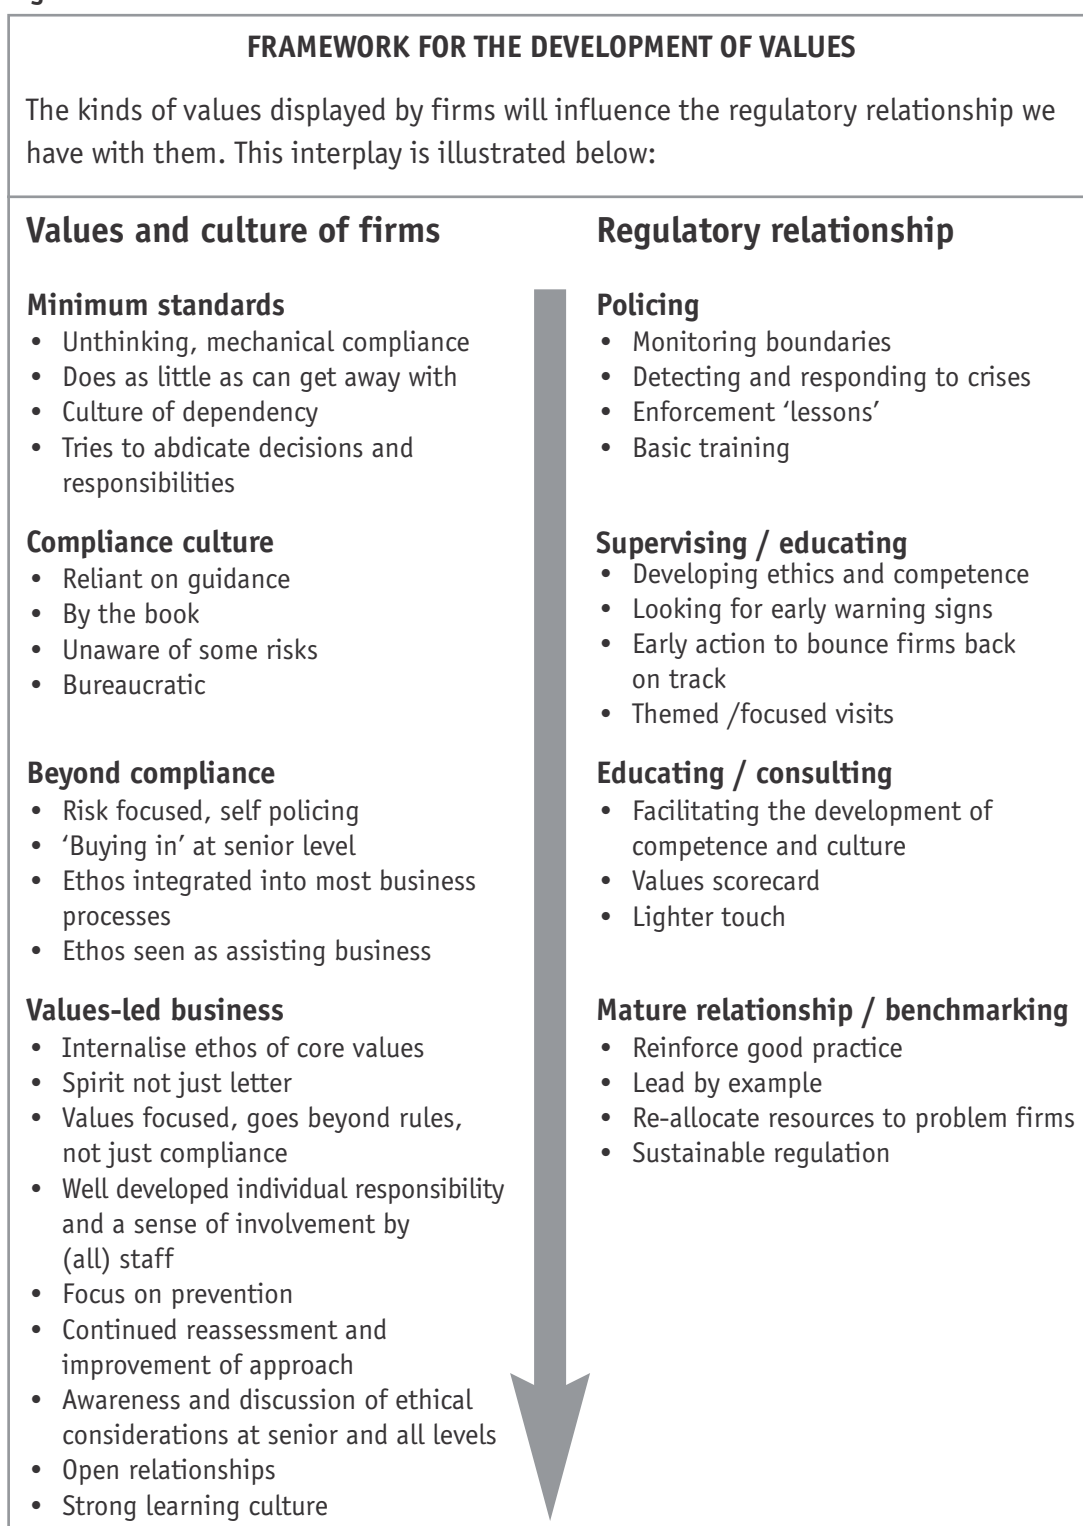 FRAMEWORK FOR THE DEVELOPMENT OF VALUES
The kinds of values displayed by firms will influence the regulatory relationship we
have with them. This interplay is illustrated below:
Values and culture of firms
Minimum standards
• Unthinking, mechanical compliance
• Does as little as can get away with
• Culture of dependency
• Tries to abdicate decisions and
responsibilities
Compliance culture
• Reliant on guidance
• By the book
• Unaware of some risks
• Bureaucratic
Beyond compliance
• Risk focused, self policing
• ‘Buying in’ at senior level
• Ethos integrated into most business
processes
• Ethos seen as assisting business
Values-led business
• Internalise ethos of core values
• Spirit not just letter
• Values focused, goes beyond rules,
not just compliance
• Well developed individual responsibility
and a sense of involvement by
(all) staff
• Focus on prevention
• Continued reassessment and
improvement of approach
• Awareness and discussion of ethical
considerations at senior and all levels
• Open relationships
• Strong learning culture
Regulatory relationship
Policing
• Monitoring boundaries
• Detecting and responding to crises
• Enforcement ‘lessons’
• Basic training
Supervising / educating
• Developing ethics and competence
• Looking for early warning signs
• Early action to bounce firms back
on track
• Themed /focused visits
Educating / consulting
• Facilitating the development of
competence and culture
• Values scorecard
• Lighter touch
Mature relationship / benchmarking
• Reinforce good practice
• Lead by example
• Re-allocate resources to problem firms
• Sustainable regulation